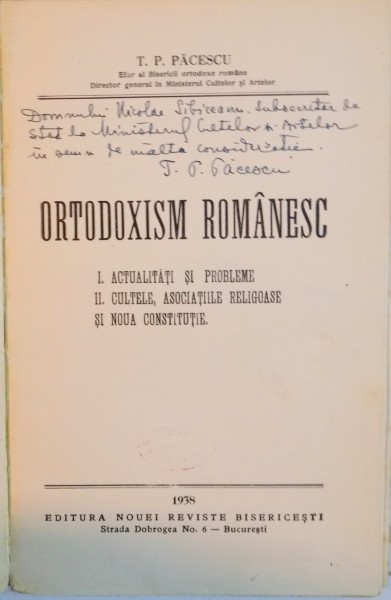 T. P. PĂCESCU
Efor al Bisericii ortodoxe române
Director general în Ministerul Cultelor și Artelor
Domnului Nicolae Sibiceanu. Subsecretar de
stat la Ministerul Cultelor și Artelor
în semn de înaltă considerație.
T. P. Păcescu
ORTODOXISM ROMÂNESC
I. ACTUALITĂȚI ȘI PROBLEME
II. CULTELE, ASOCIAȚIILE RELIGOASE
ȘI NOUA CONSTITUȚIE.
1938
EDITURA NOUEI REVISTE BISERICEȘTI
Strada Dobrogea No. 6 — București